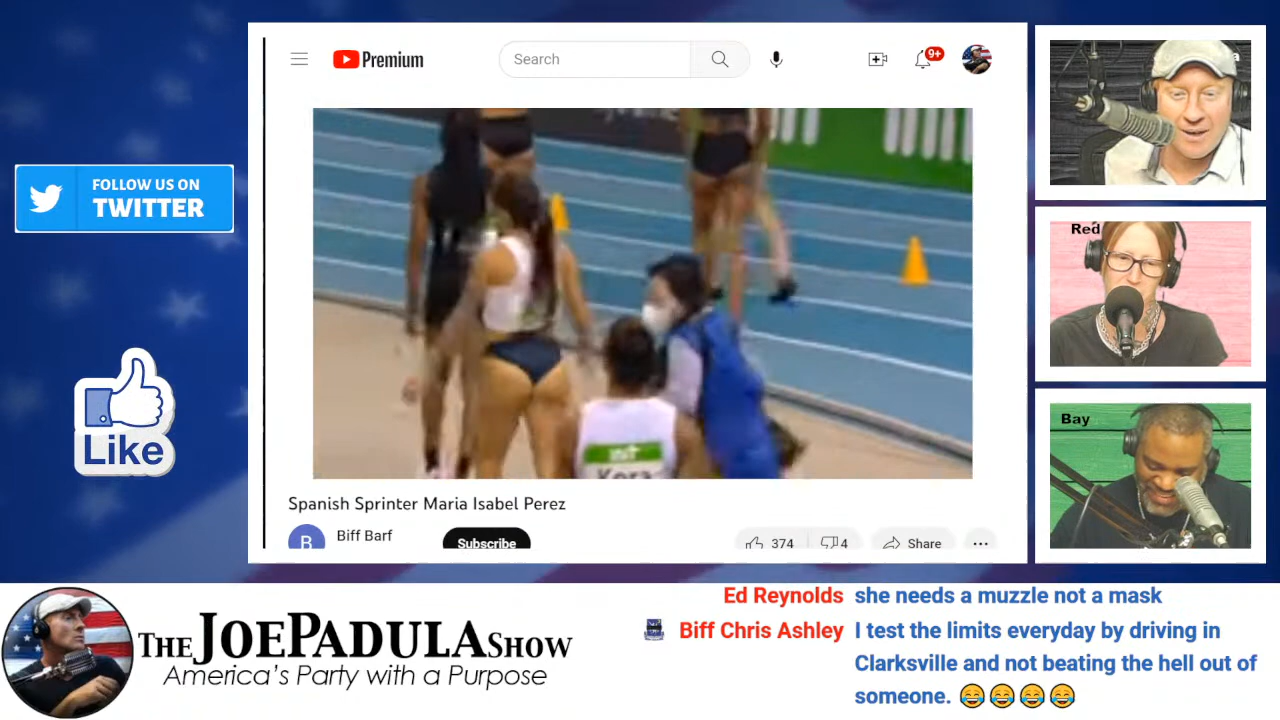 Premium
Search
9+
FOLLOW US ON
TWITTER
Like
Red
Bay
Kora
Spanish Sprinter Maria Isabel Perez
B
Biff Barf
Subscribe
374
4
Share
THE JOEPADULA SHOW
America's Party with a Purpose
Ed Reynolds she needs a muzzle not a mask
Biff Chris Ashley I test the limits everyday by driving in
Clarksville and not beating the hell out of
someone. 😂😂😂😂